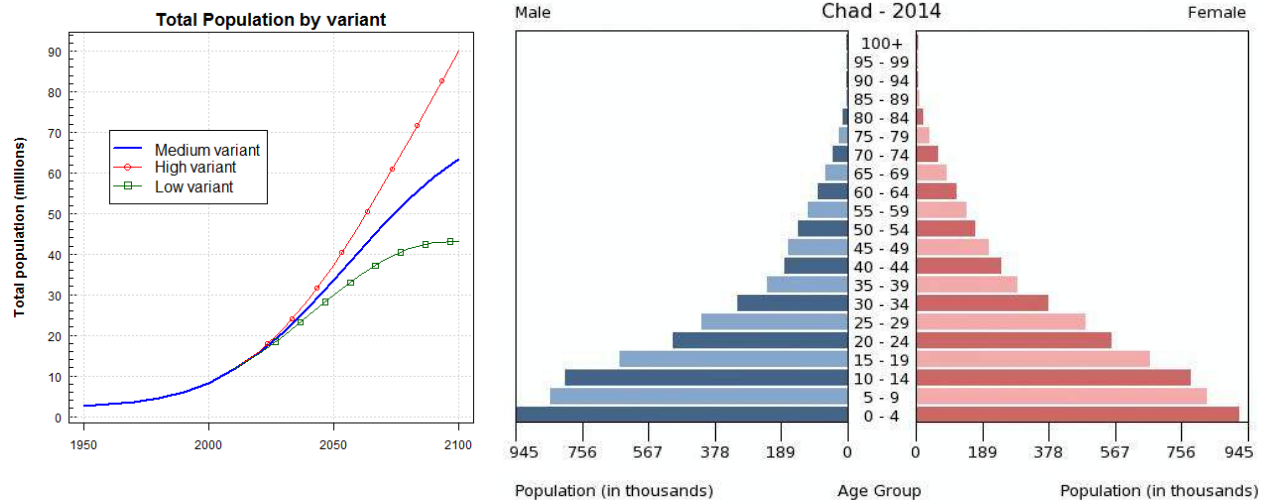 Total Population by variant
Total population (millions)
90
80
70
60
50
40
30
20
10
0
1950
2000
2050
2100
Medium variant
High variant
Low variant
Male
Chad - 2014
Female
100+
95 - 99
90 - 94
85 - 89
80 - 84
75 - 79
70 - 74
65 - 69
60 - 64
55 - 59
50 - 54
45 - 49
40 - 44
35 - 39
30 - 34
25 - 29
20 - 24
15 - 19
10 - 14
5 - 9
0 - 4
945 756 567 378 189 0
0 189 378 567 756 945
Population (in thousands)
Age Group
Population (in thousands)